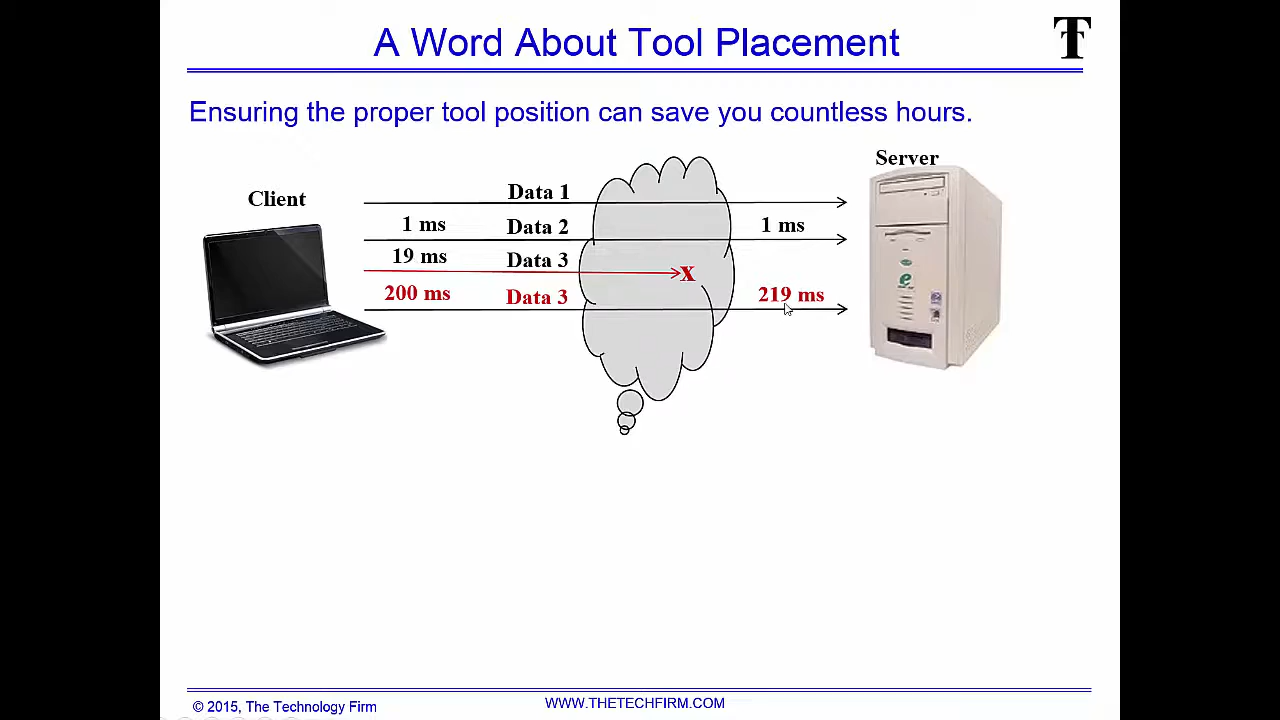 A Word About Tool Placement
Ensuring the proper tool position can save you countless hours.
Server
Client
Data 1
1 ms
Data 2
1 ms
19 ms
Data 3
X
200 ms
Data 3
219 ms
© 2015, The Technology Firm
WWW.THETECHFIRM.COM